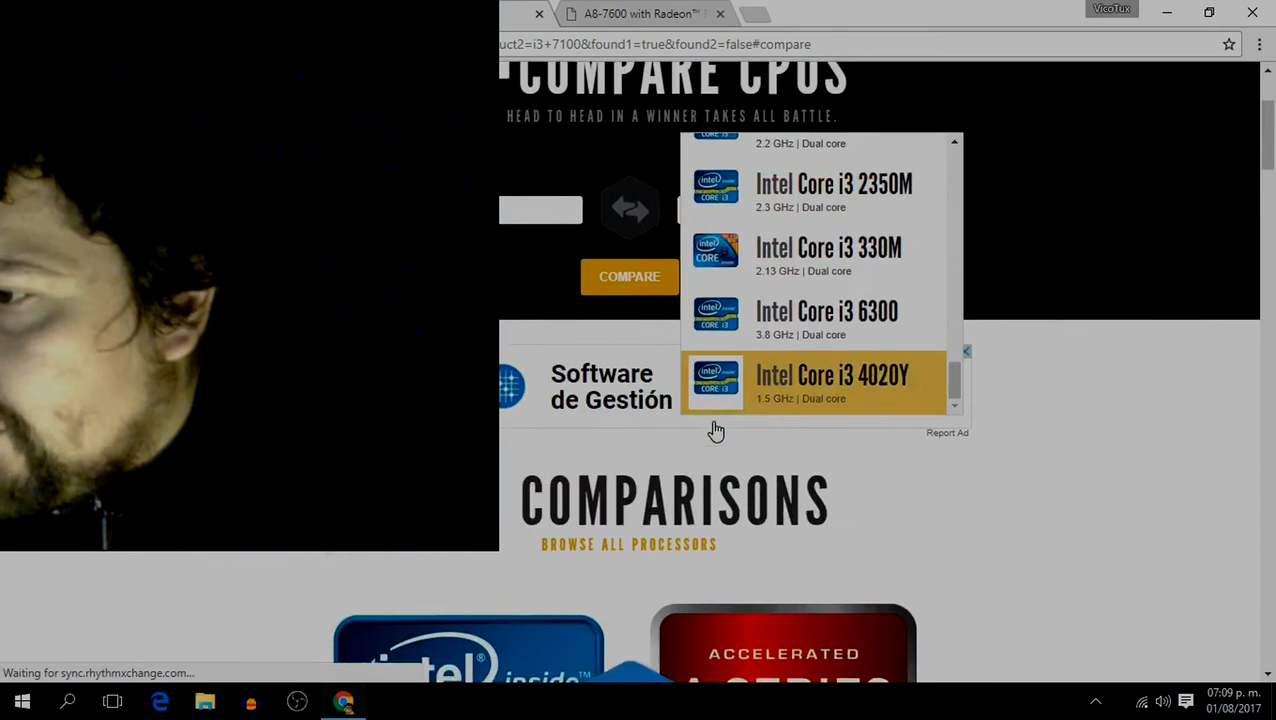 A8-7600 with Radeon™
VicoTux
uct2=i3+7100&found1=true&found2=false#compare
COMPARE CPUS
HEAD TO HEAD IN A WINNER TAKES ALL BATTLE.
2.2 GHz | Dual core
Intel Core i3 2350M
2.3 GHz | Dual core
Intel Core i3 330M
2.13 GHz | Dual core
COMPARE
Intel Core i3 6300
3.8 GHz | Dual core
Intel Core i3 4020Y
1.5 GHz | Dual core
Software
de Gestión
Report Ad
COMPARISONS
BROWSE ALL PROCESSORS
intel inside™
ACCELERATED
A SERIES
Waiting for sync.rhythmxchange.com...
07:09 p. m.
01/08/2017